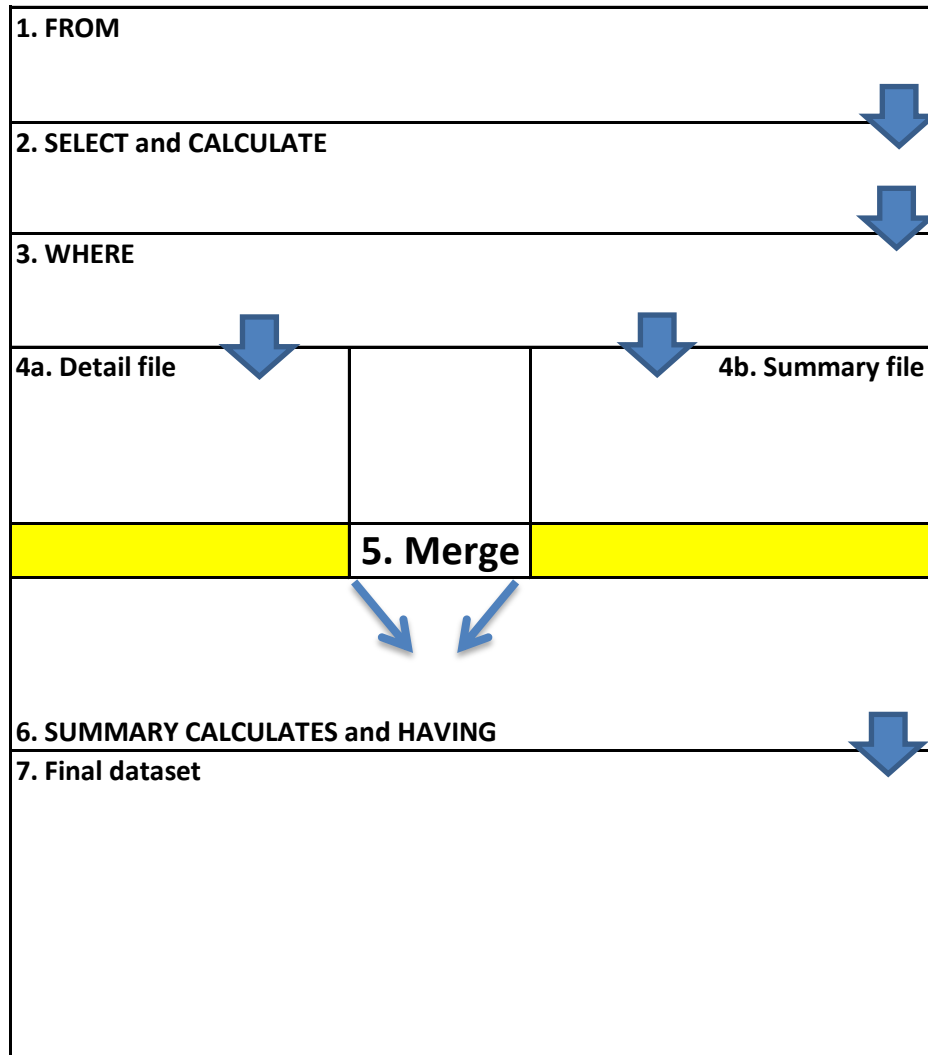 1. FROM
2. SELECT and CALCULATE
3. WHERE
4a. Detail file
4b. Summary file
5. Merge
6. SUMMARY CALCULATES and HAVING
7. Final dataset